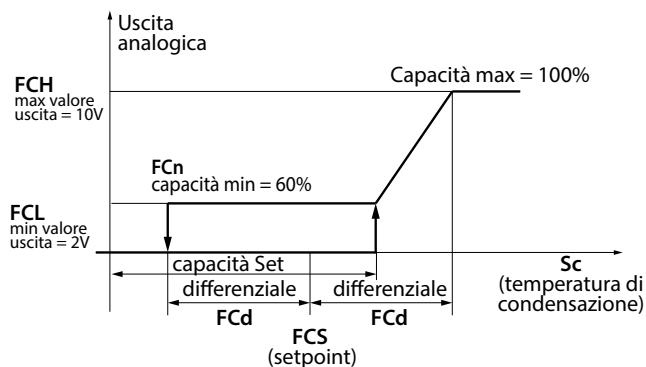 Uscita
analogica
Capacità max = 100%
FCH
max valore
uscita = 10V
FCn
capacità min = 60%
FCL
min valore
uscita = 2V
capacità Set
Sc
(temperatura di
condensazione)
differenziale
differenziale
FCd
FCd
FCS
(setpoint)